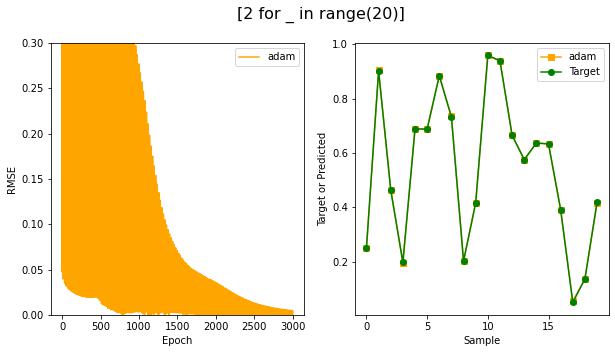 [2 for _ in range(20)]
0.30
0.25
0.20
0.15
0.10
0.05
0.00
RMSE
0 500 1000 1500 2000 2500 3000
Epoch
adam
1.0
0.8
0.6
0.4
0.2
Target or Predicted
0 5 10 15
Sample
adam
Target